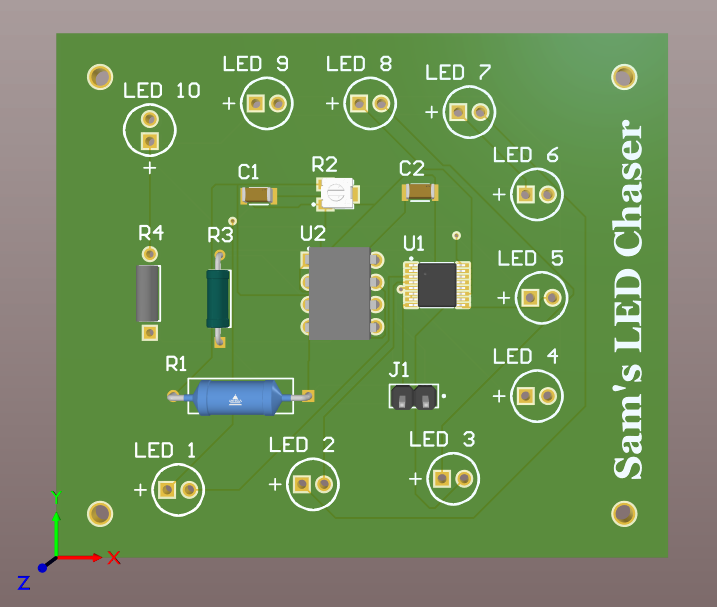 LED 9
LED 8
LED 7
LED 10
+
+
+
+
LED 6
C1
R2
C2
+
R4
R3
U2
U1
LED 5
+
R1
J1
LED 4
+
LED 1
LED 2
LED 3
+
+
+
Sam's LED Chaser
Y
X
Z